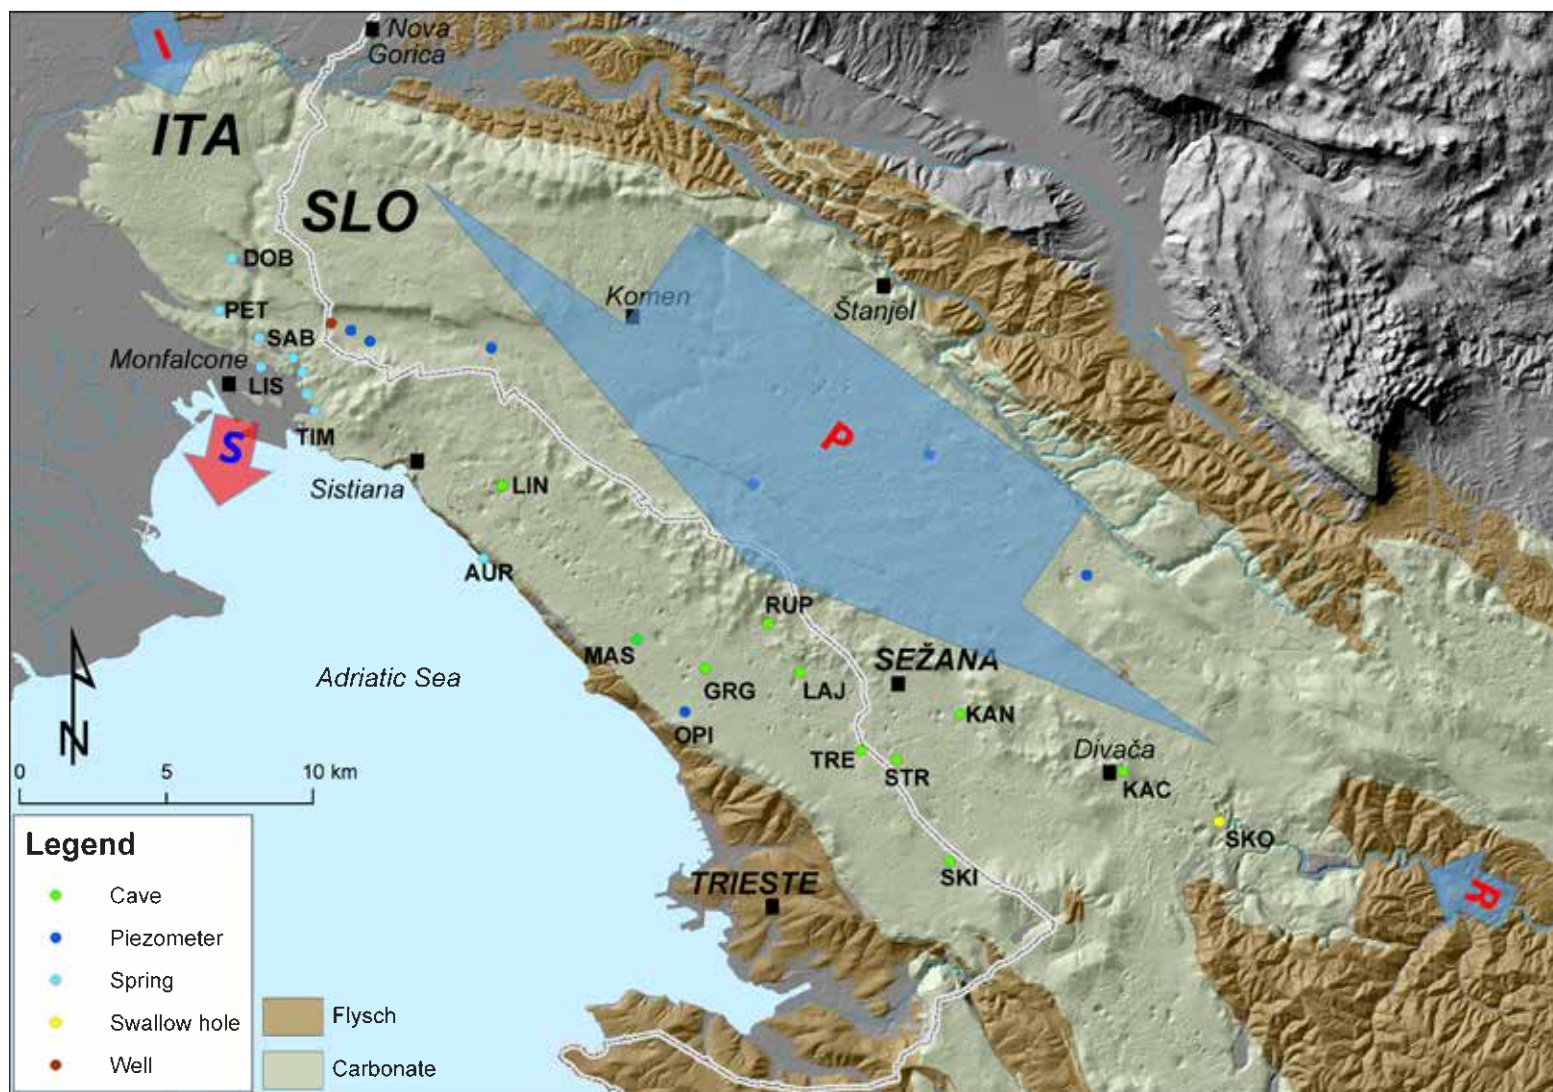 Nova
Gorica
I
ITA
SLO
DOB
PET
SAB
Monfalcone
LIS
TIM
S
Komen
Štanjel
P
Sistiana
LIN
AUR
RUP
MAS
SEŽANA
GRG
LAJ
KAN
OPI
Adriatic Sea
N
TRE
STR
Divača
KAC
SKO
SKI
TRIESTE
R
0 5 10 km
Legend
Cave
Piezometer
Spring
Swallow hole
Well
Flysch
Carbonate